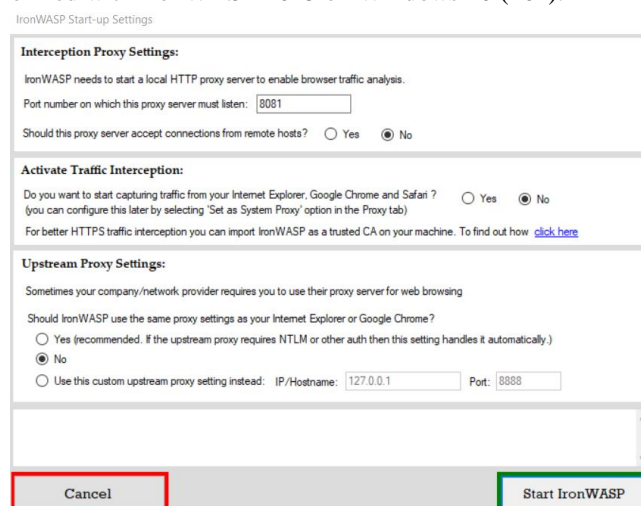 IronWASP Start-up Settings
Interception Proxy Settings:
IronWASP needs to start a local HTTP proxy server to enable browser traffic analysis.
Port number on which this proxy server must listen: 8081
Should this proxy server accept connections from remote hosts? Yes No
Activate Traffic Interception:
Do you want to start capturing traffic from your Internet Explorer, Google Chrome and Safari ? Yes No
(you can configure this later by selecting 'Set as System Proxy' option in the Proxy tab)
For better HTTPS traffic interception you can import IronWASP as a trusted CA on your machine. To find out how click here
Upstream Proxy Settings:
Sometimes your company/network provider requires you to use their proxy server for web browsing
Should IronWASP use the same proxy settings as your Internet Explorer or Google Chrome?
Yes (recommended. If the upstream proxy requires NTLM or other auth then this setting handles it automatically.)
No
Use this custom upstream proxy setting instead: IP/Hostname: 127.0.0.1 Port: 8888
Cancel Start IronWASP